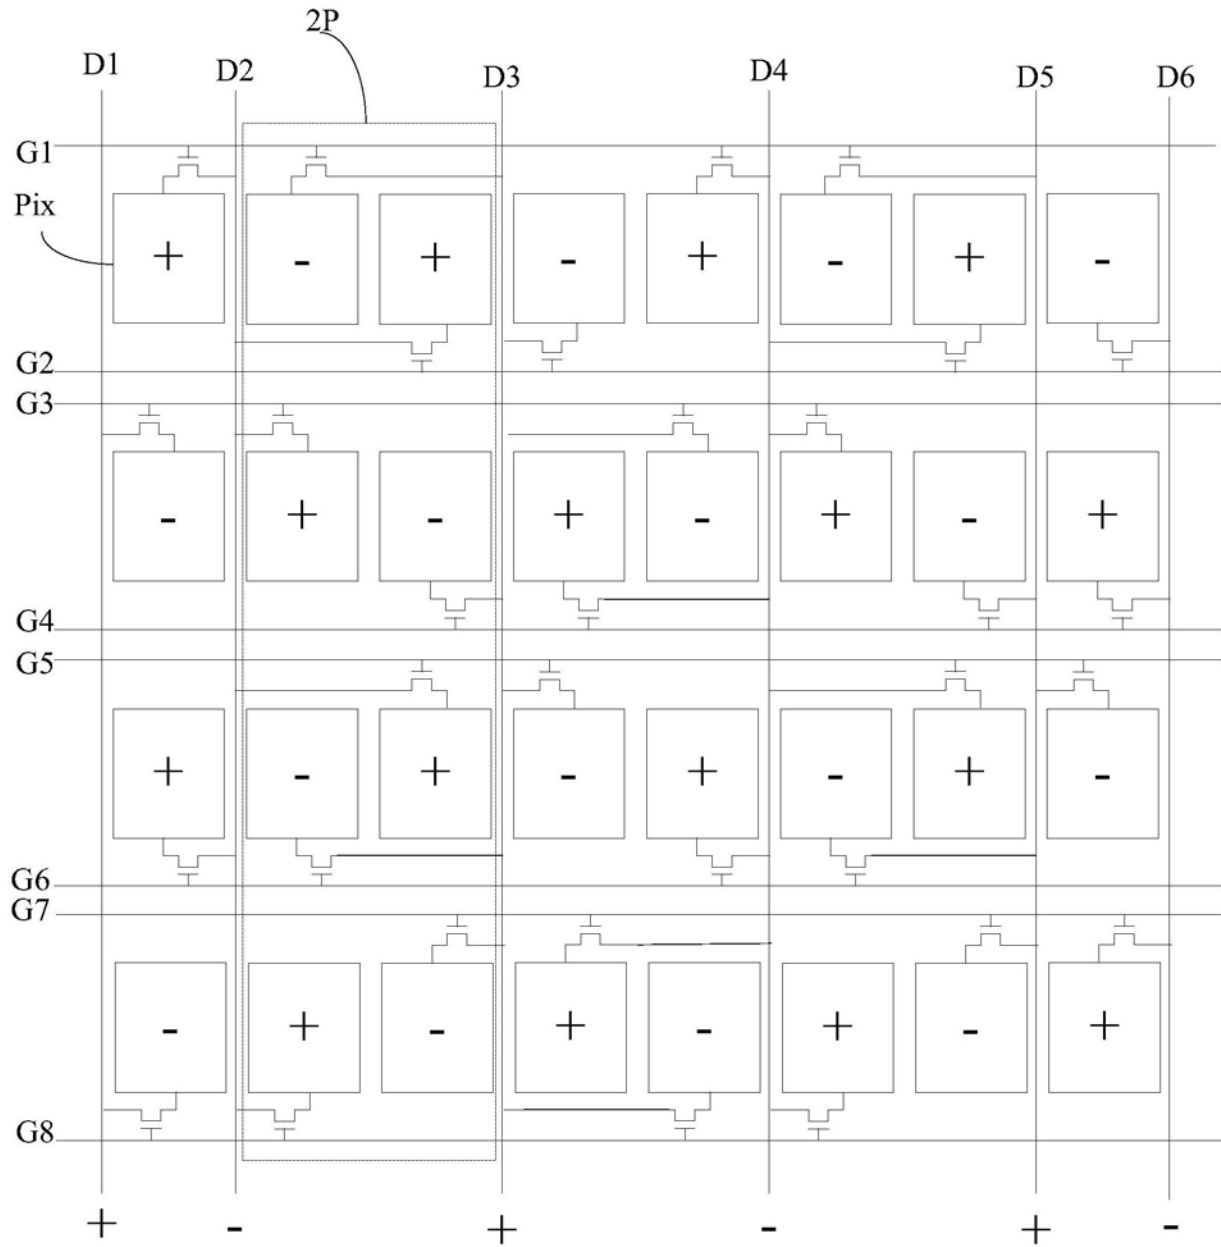 2P
D1 D2 D3 D4 D5 D6
G1
Pix
+ - + - + - + -
G2
G3
- + - + - + - +
G4
G5
+ - + - + - + -
G6
G7
- + - + - + - +
G8
+ - + - + -